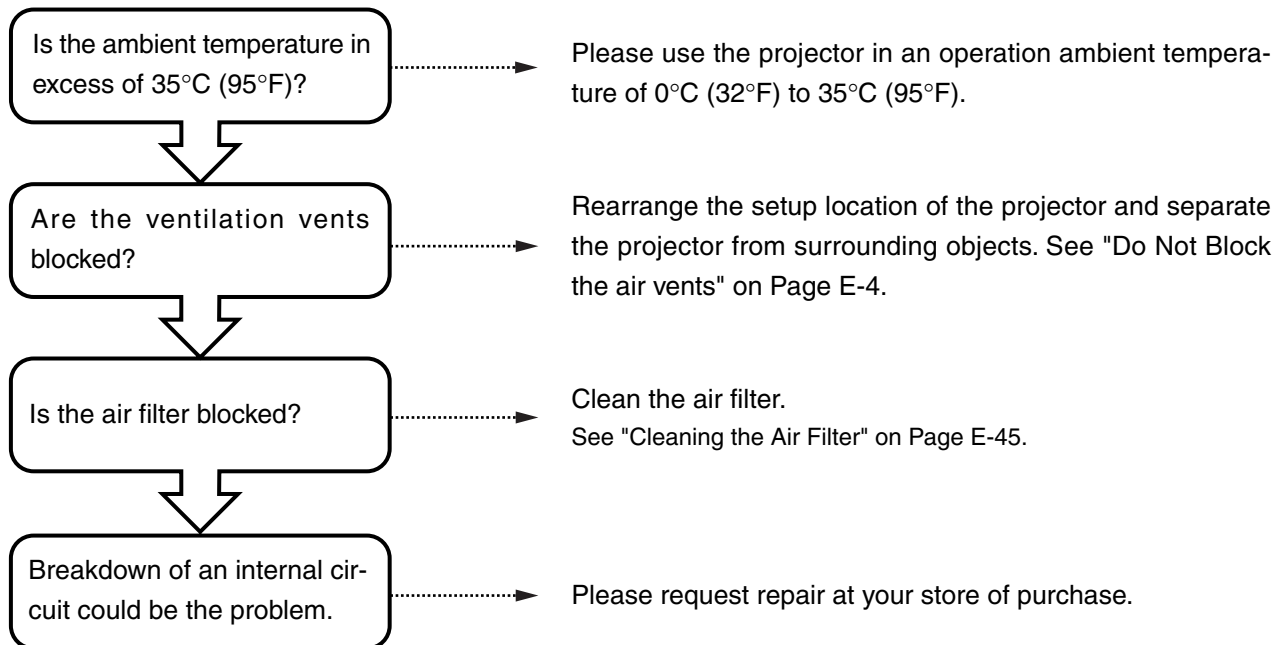 Is the ambient temperature in
excess of 35°C (95°F)?
Please use the projector in an operation ambient tempera-
ture of 0°C (32°F) to 35°C (95°F).
Are the ventilation vents
blocked?
Rearrange the setup location of the projector and separate
the projector from surrounding objects. See "Do Not Block
the air vents" on Page E-4.
Is the air filter blocked?
Clean the air filter.
See "Cleaning the Air Filter" on Page E-45.
Breakdown of an internal cir-
cuit could be the problem.
Please request repair at your store of purchase.